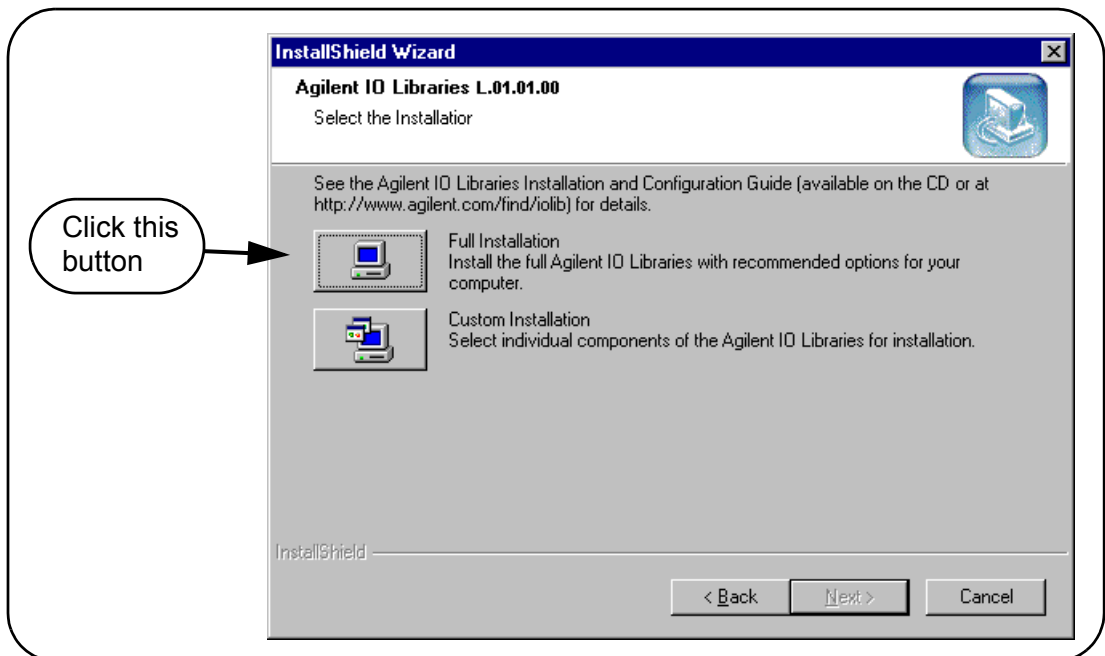 InstallShield Wizard
Agilent IO Libraries L.01.01.00
Select the Installatior
See the Agilent IO Libraries Installation and Configuration Guide (available on the CD or at
http://www.agilent.com/find/iolib) for details.
Click this
button
Full Installation
Install the full Agilent IO Libraries with recommended options for your
computer.
Custom Installation
Select individual components of the Agilent IO Libraries for installation.
InstallShield
< Back
Next >
Cancel